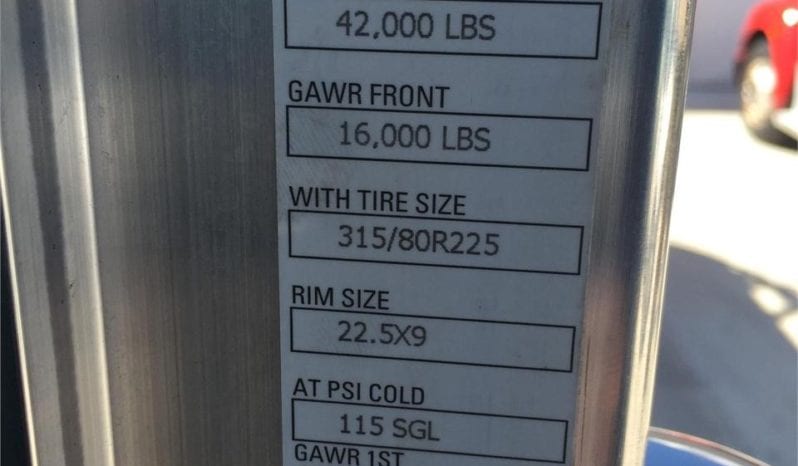 42,000 LBS
GAWR FRONT
16,000 LBS
WITH TIRE SIZE
315/80R225
RIM SIZE
22.5X9
AT PSI COLD
115 SGL
GAWR 1ST